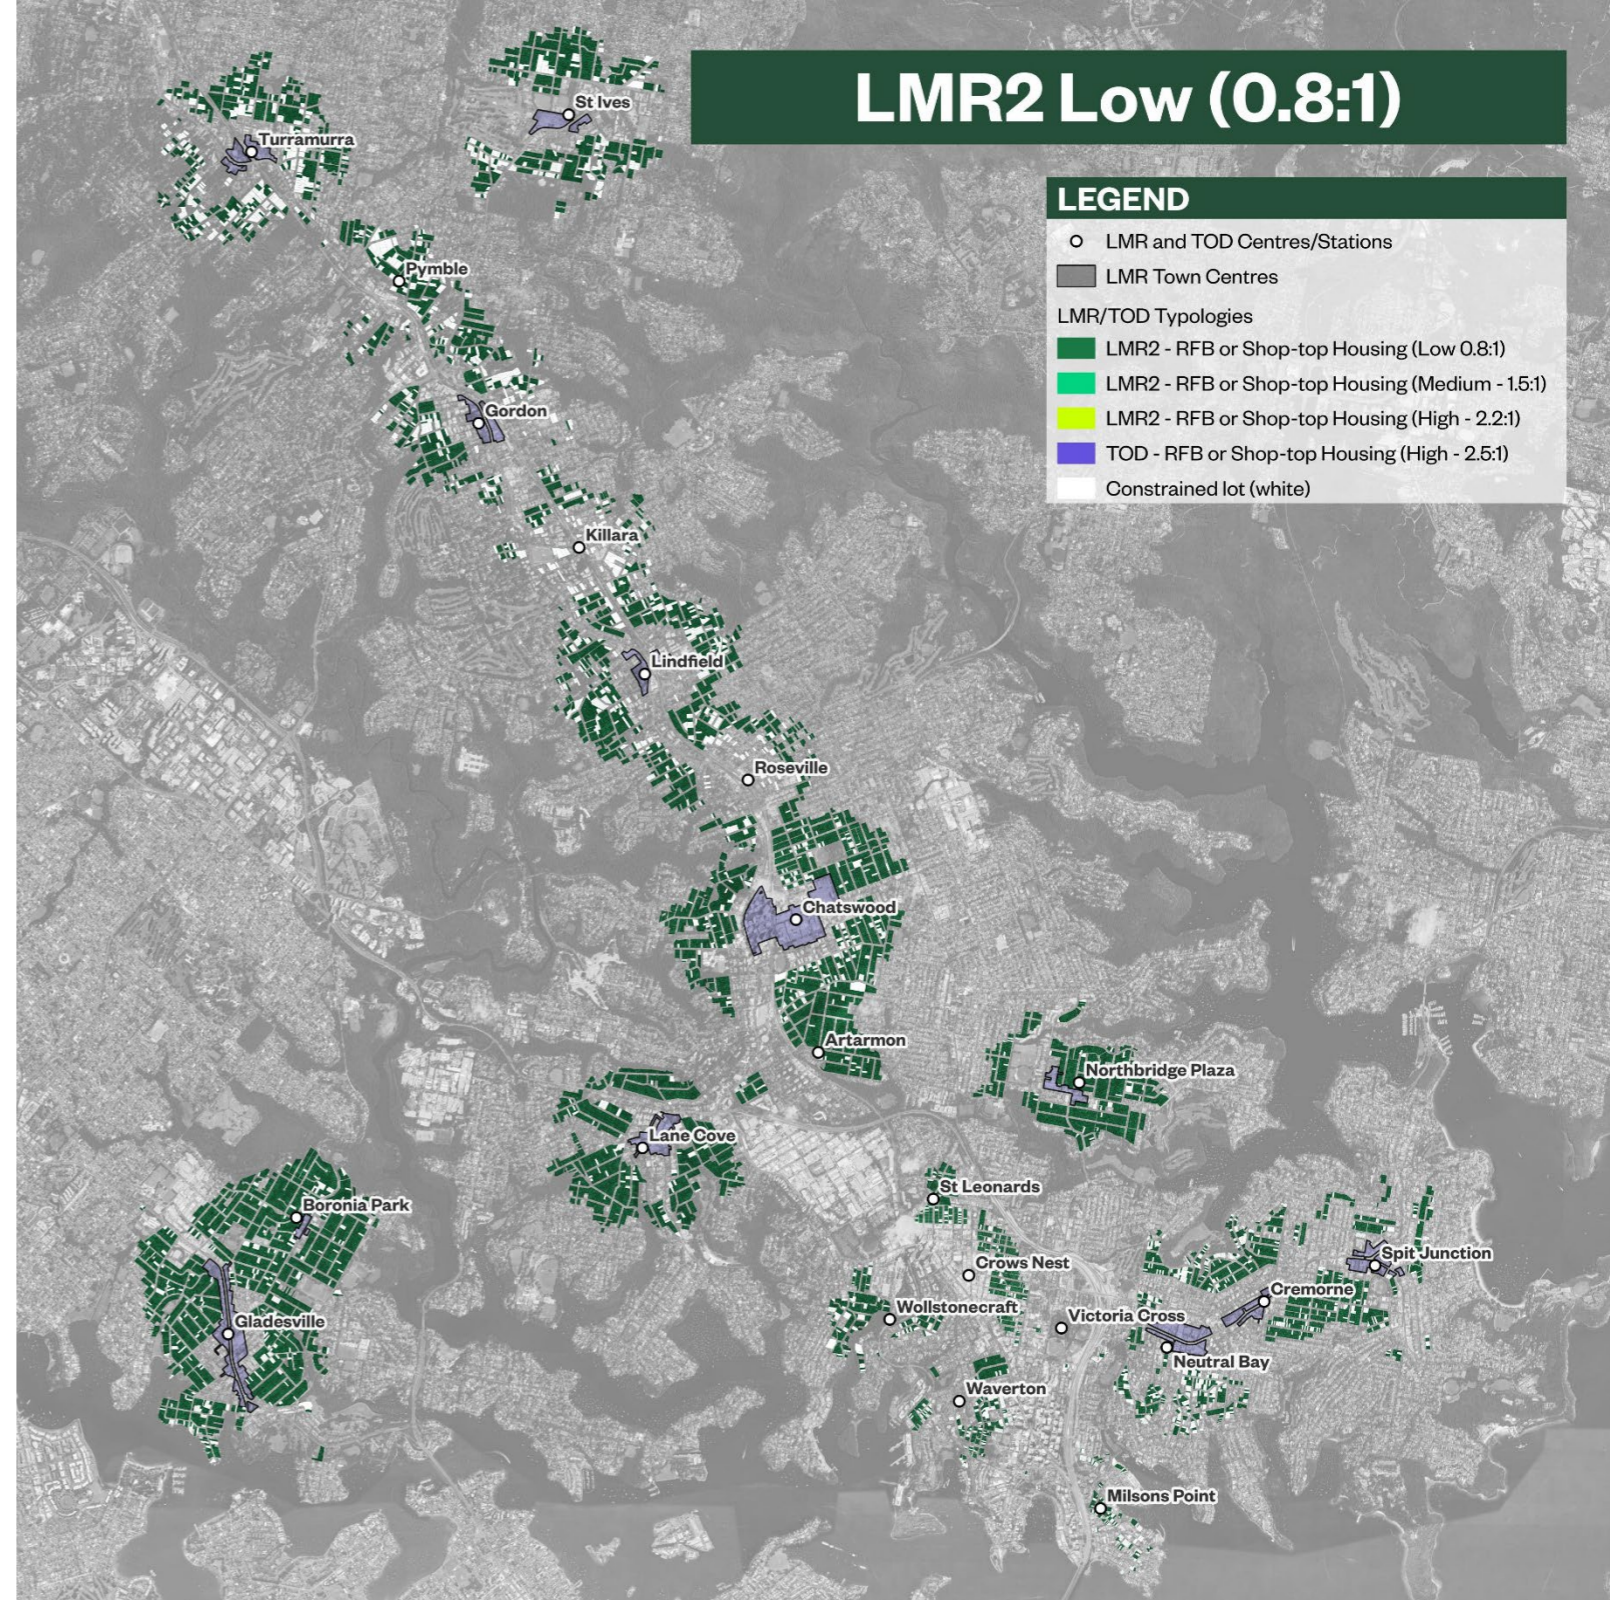 LMR2 Low (0.8:1)
LEGEND
LMR and TOD Centres/Stations
LMR Town Centres
LMR/TOD Typologies
LMR2 - RFB or Shop-top Housing (Low 0.8:1)
LMR2 - RFB or Shop-top Housing (Medium - 1.5:1)
LMR2 - RFB or Shop-top Housing (High - 2.2:1)
TOD - RFB or Shop-top Housing (High - 2.5:1)
Constrained lot (white)
St Ives
Turramurra
Pymble
Gordon
Killara
Lindfield
Roseville
Chatswood
Artarmon
Northbridge Plaza
Lane Cove
St Leonards
Boronia Park
Spit Junction
Crows Nest
Cremorne
Wollstonecraft
Victoria Cross
Gladesville
Neutral Bay
Waverton
Milsons Point